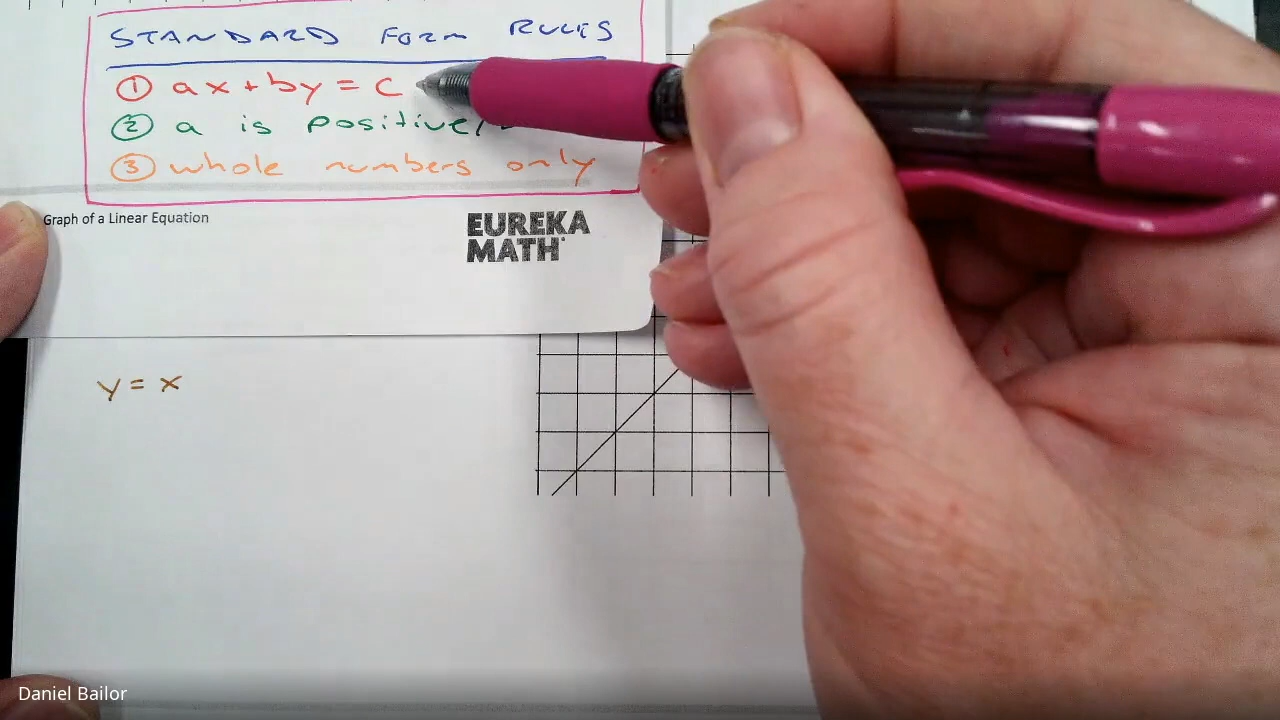 STANDARD FORM RULES
① ax + by = c
② a is positive/
③ whole numbers only
Graph of a Linear Equation
EUREKA
MATH
y = x
Daniel Bailor